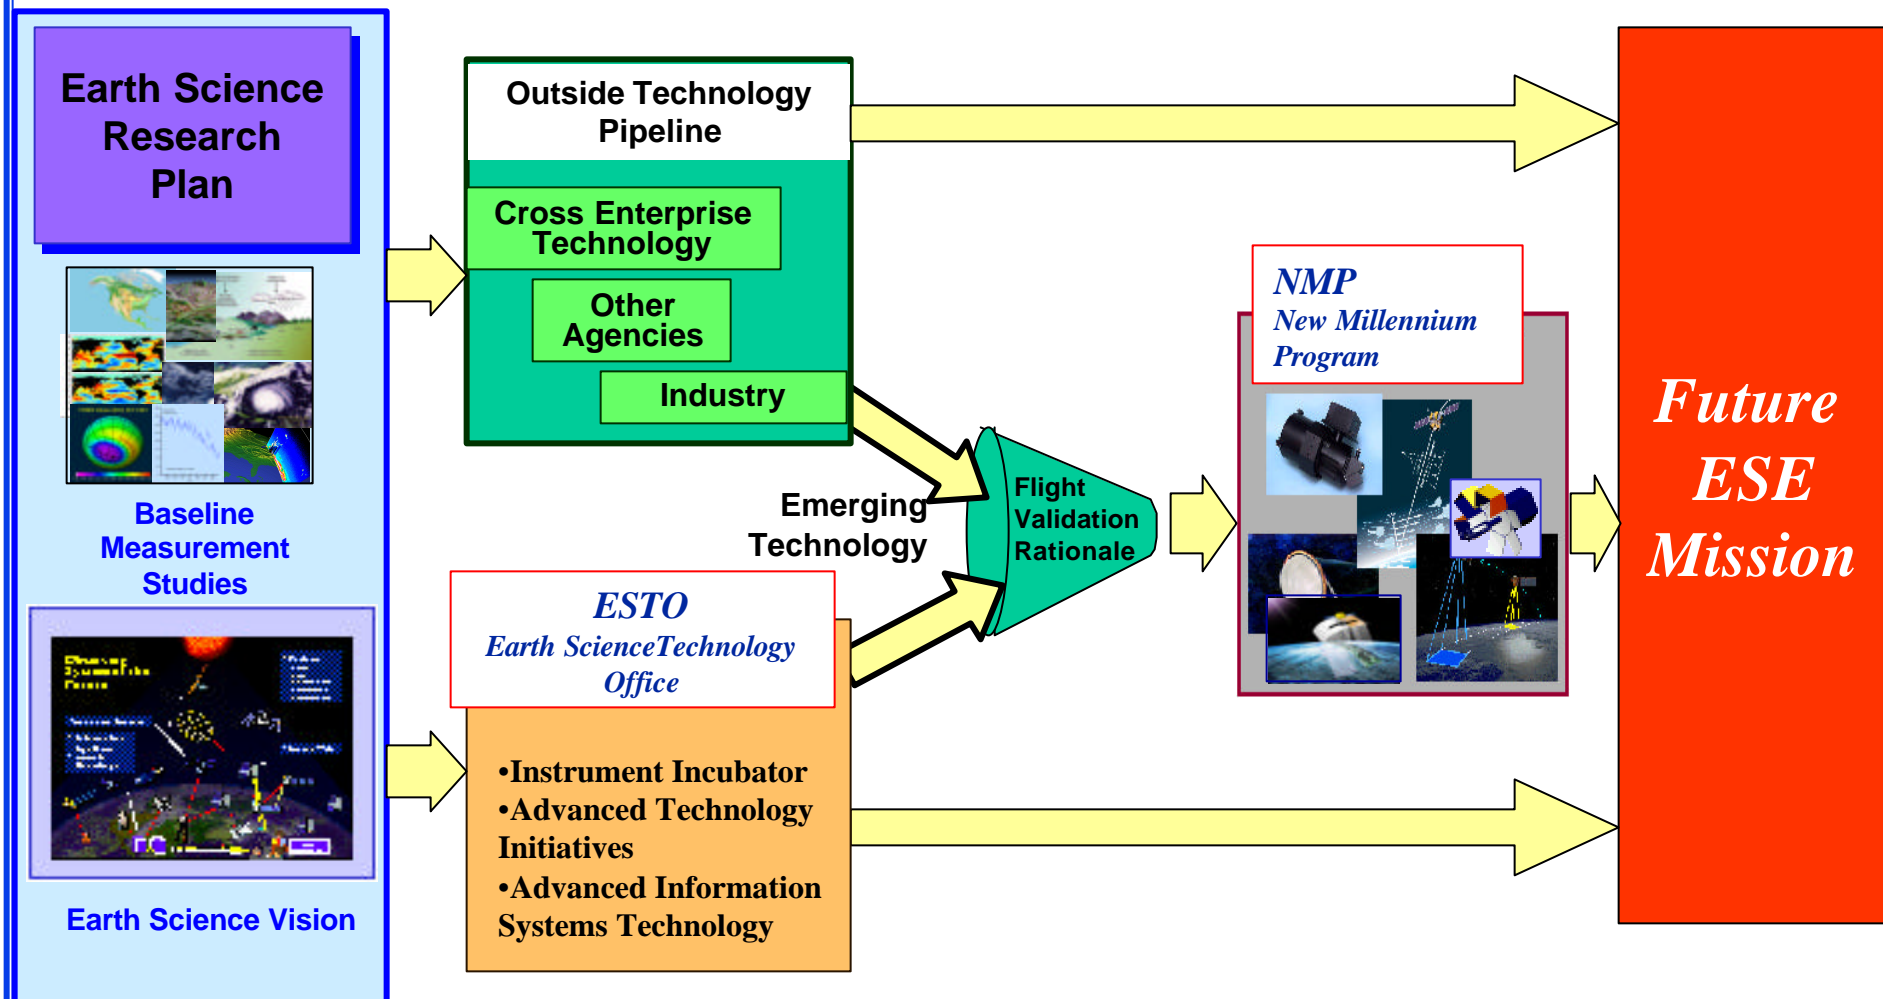 Earth Science
Research
Plan
Baseline
Measurement
Studies
Earth Science Vision
Outside Technology
Pipeline
Cross Enterprise
Technology
Other
Agencies
Industry
Emerging
Technology
ESTO
Earth ScienceTechnology
Office
•Instrument Incubator
•Advanced Technology
Initiatives
•Advanced Information
Systems Technology
Flight
Validation
Rationale
NMP
New Millennium
Program
Future
ESE
Mission